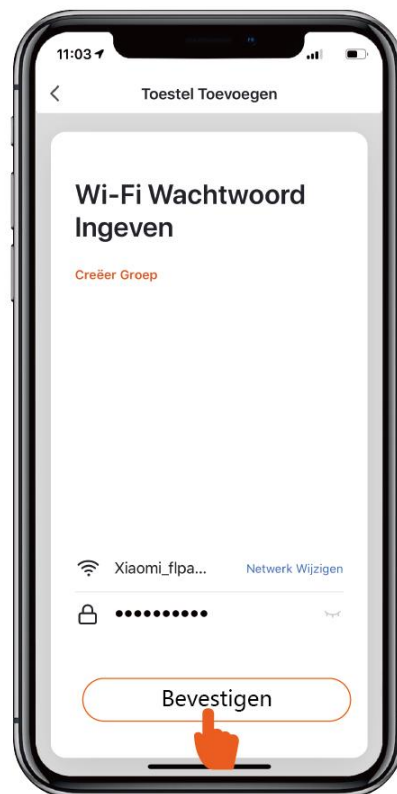 11:03
Toestel Toevoegen
Wi-Fi Wachtwoord
Ingeven
Creëer Groep
Xiaomi_flpa... Netwerk Wijzigen
••••••••••
Bevestigen